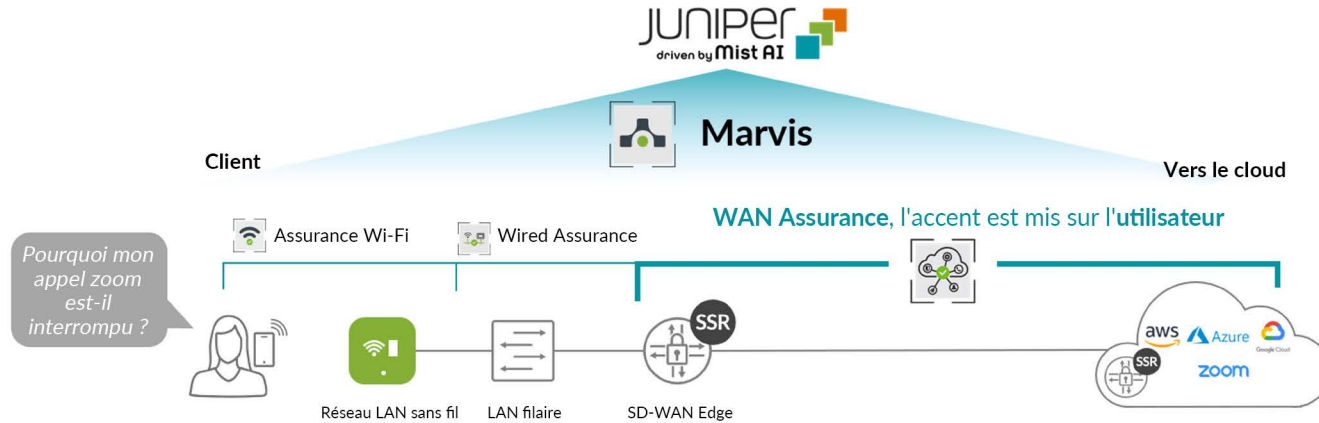 JUNIPER
driven by Mist AI
Marvis
Client
Vers le cloud
WAN Assurance, l'accent est mis sur l'utilisateur
Assurance Wi-Fi
Wired Assurance
Pourquoi mon
appel zoom
est-il
interrompu ?
SSR
aws
Azure
Google Cloud
SSR
zoom
Réseau LAN sans fil
LAN filaire
SD-WAN Edge